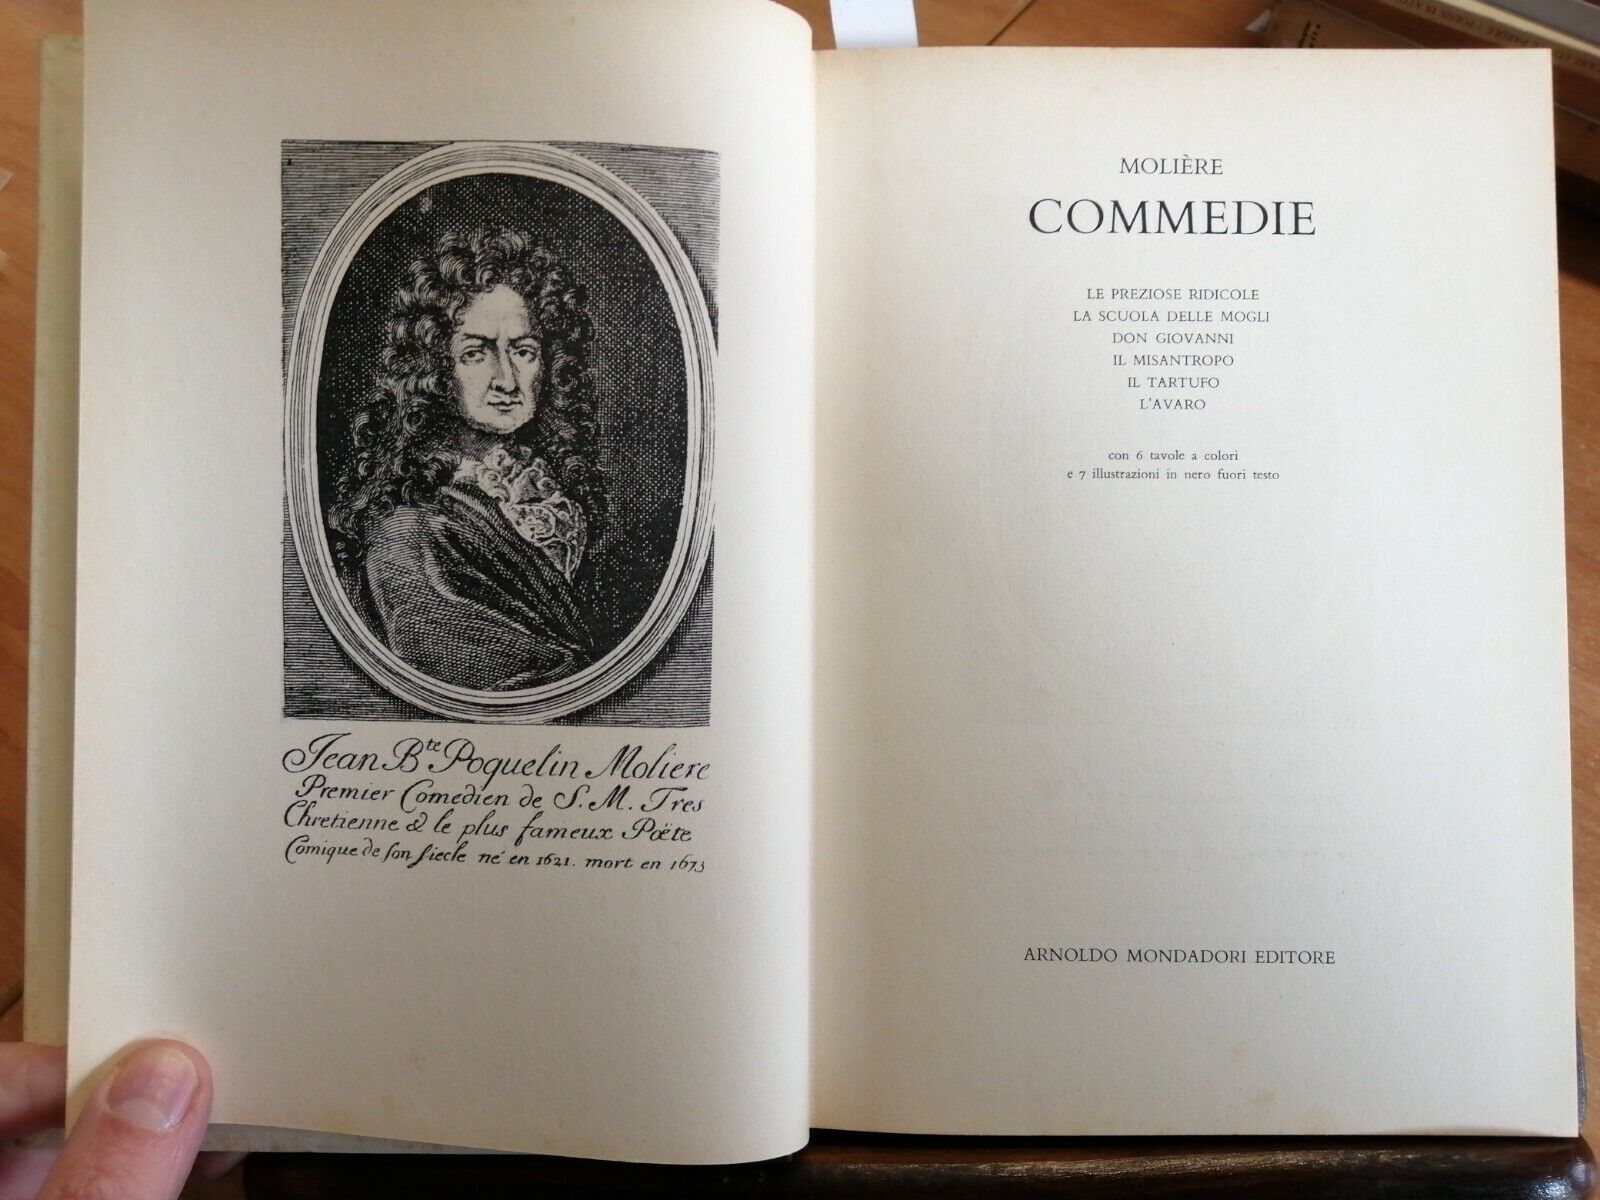 Jean Bte Poquelin Moliere
Premier Comedien de S. M. Tres
Chretienne & le plus fameux Poëte
Comique de son siecle né en 1621. mort en 1673
MOLIÈRE
COMMEDIE
LE PREZIOSE RIDICOLE
LA SCUOLA DELLE MOGLI
DON GIOVANNI
IL MISANTROPO
IL TARTUFO
L'AVARO
con 6 tavole a colori
e 7 illustrazioni in nero fuori testo
ARNOLDO MONDADORI EDITORE